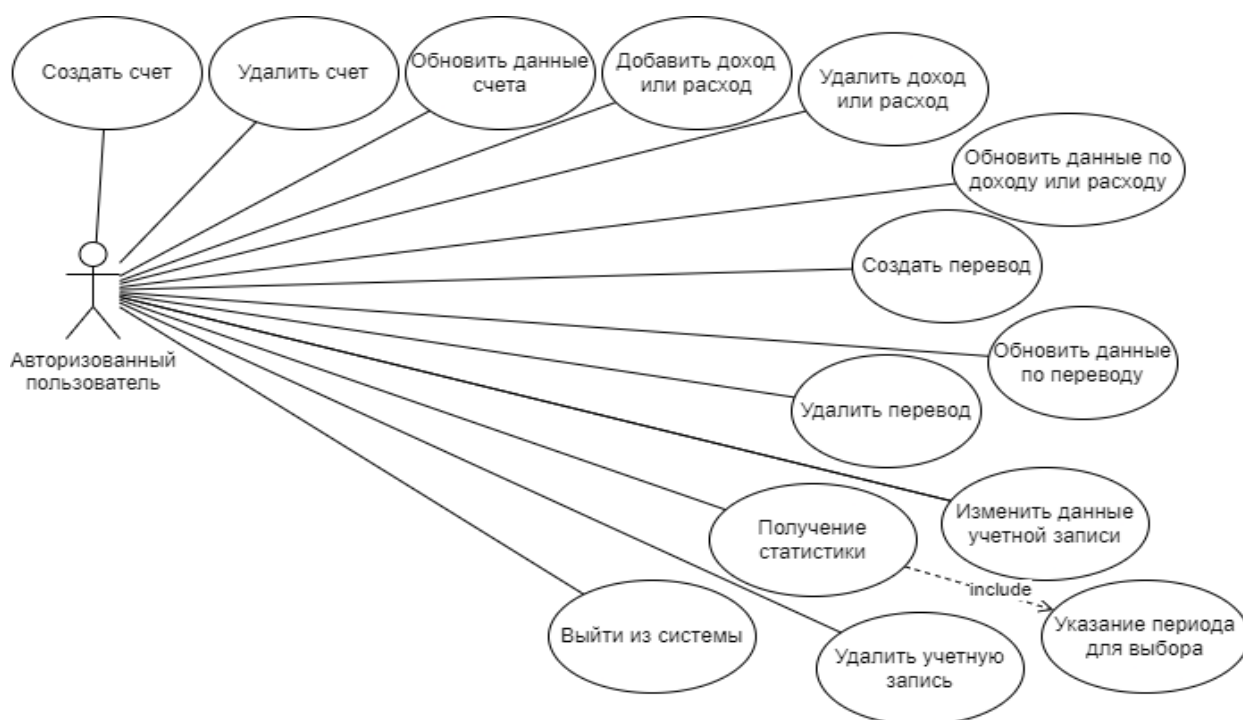 Создать счет
Удалить счет
Обновить данные
счета
Добавить доход
или расход
Удалить доход
или расход
Обновить данные по
доходу или расходу
Создать перевод
Авторизованный
пользователь
Обновить данные
по переводу
Удалить перевод
Изменить данные
учетной записи
Получение
статистики
include
Указание периода
для выбора
Выйти из системы
Удалить учетную
запись